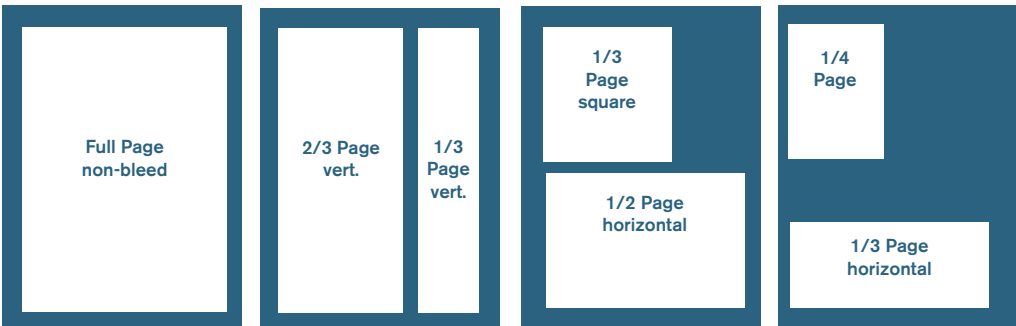 Full Page
non-bleed
2/3 Page
vert.
1/3
Page
vert.
1/3
Page
square
1/2 Page
horizontal
1/4
Page
1/3 Page
horizontal